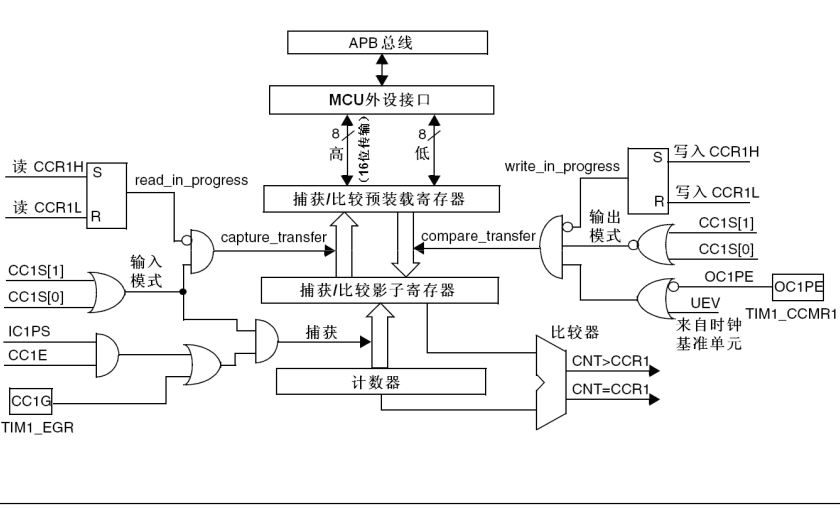 APB总线
MCU外设接口
8
高
(16位传输)
8
低
读 CCR1H
S
read_in_progress
读 CCR1L
R
write_in_progress
S
写入 CCR1H
R
写入 CCR1L
捕获/比较预装载寄存器
capture_transfer
compare_transfer
输出
模式
CC1S[1]
CC1S[0]
CC1S[1]
CC1S[0]
输入
模式
捕获/比较影子寄存器
OC1PE
OC1PE
UEV
TIM1_CCMR1
来自时钟
基准单元
IC1PS
CC1E
捕获
比较器
CNT>CCR1
计数器
CNT=CCR1
CC1G
TIM1_EGR